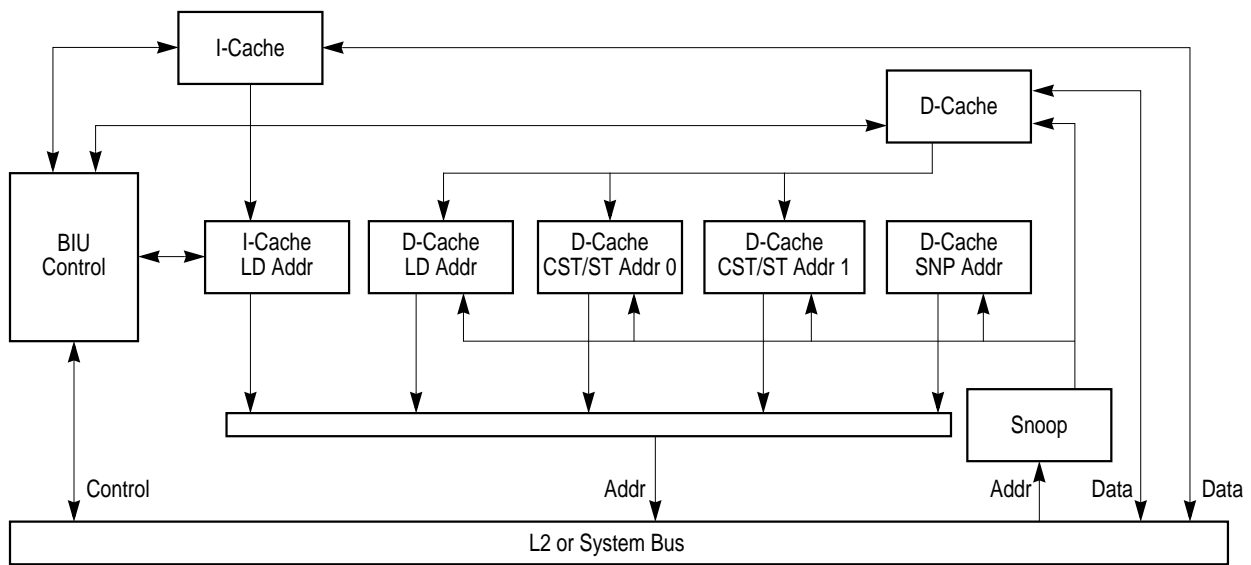 I-Cache
D-Cache
BIU
Control
I-Cache
LD Addr
D-Cache
LD Addr
D-Cache
CST/ST Addr 0
D-Cache
CST/ST Addr 1
D-Cache
SNP Addr
Snoop
Control
Addr
Addr
Data
Data
L2 or System Bus